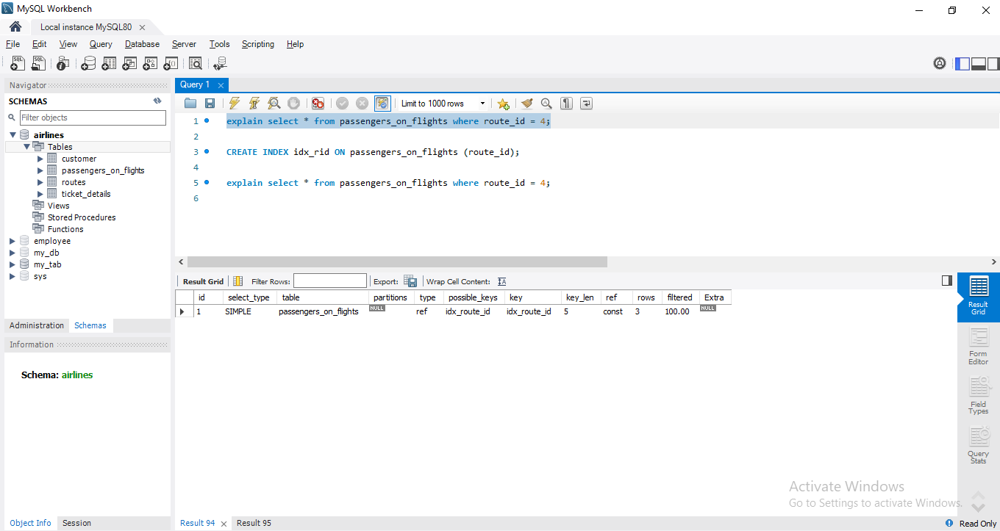 MySQL Workbench
Local instance MySQL80
File Edit View Query Database Server Tools Scripting Help
Navigator
SCHEMAS
Filter objects
airlines
Tables
customer
passengers_on_flights
routes
ticket_details
Views
Stored Procedures
Functions
employee
my_db
my_tab
sys
Administration Schemas
Information
Schema: airlines
Object Info Session
Query 1
Limit to 1000 rows
1 explain select * from passengers_on_flights where route_id = 4;
2
3 CREATE INDEX idx_rid ON passengers_on_flights (route_id);
4
5 explain select * from passengers_on_flights where route_id = 4;
6
Result Grid Filter Rows: Export: Wrap Cell Content:
id select_type table partitions type possible_keys key key_len ref rows filtered Extra
1 SIMPLE passengers_on_flights NULL ref idx_route_id idx_route_id 5 const 3 100.00 NULL
Result
Grid
Form
Editor
Field
Types
Query
Stats
Activate Windows
Go to Settings to activate Windows.
Result 94 Result 95
Read Only